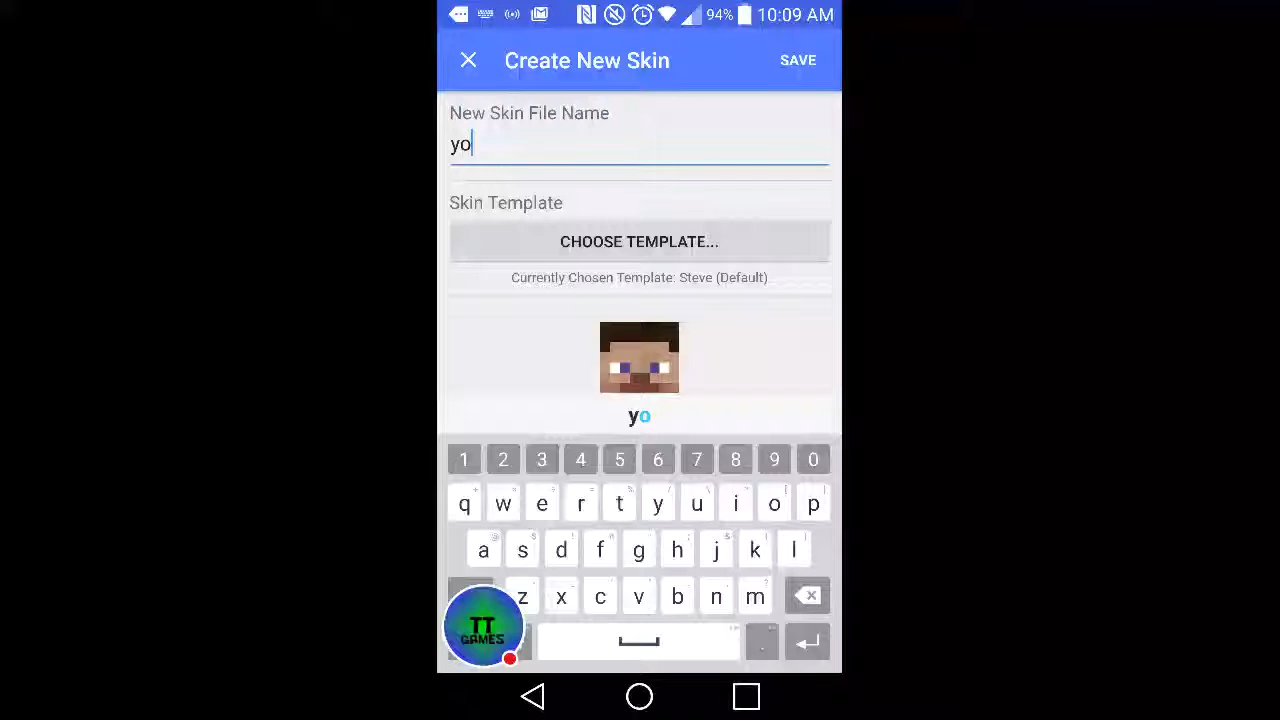 94% 10:09 AM
Create New Skin SAVE
New Skin File Name
yo
Skin Template
CHOOSE TEMPLATE...
Currently Chosen Template: Steve (Default)
yo
1 2 3 4 5 6 7 8 9 0
q w e r t y u i o p
a s d f g h j k l
z x c v b n m
TT
GAMES
.